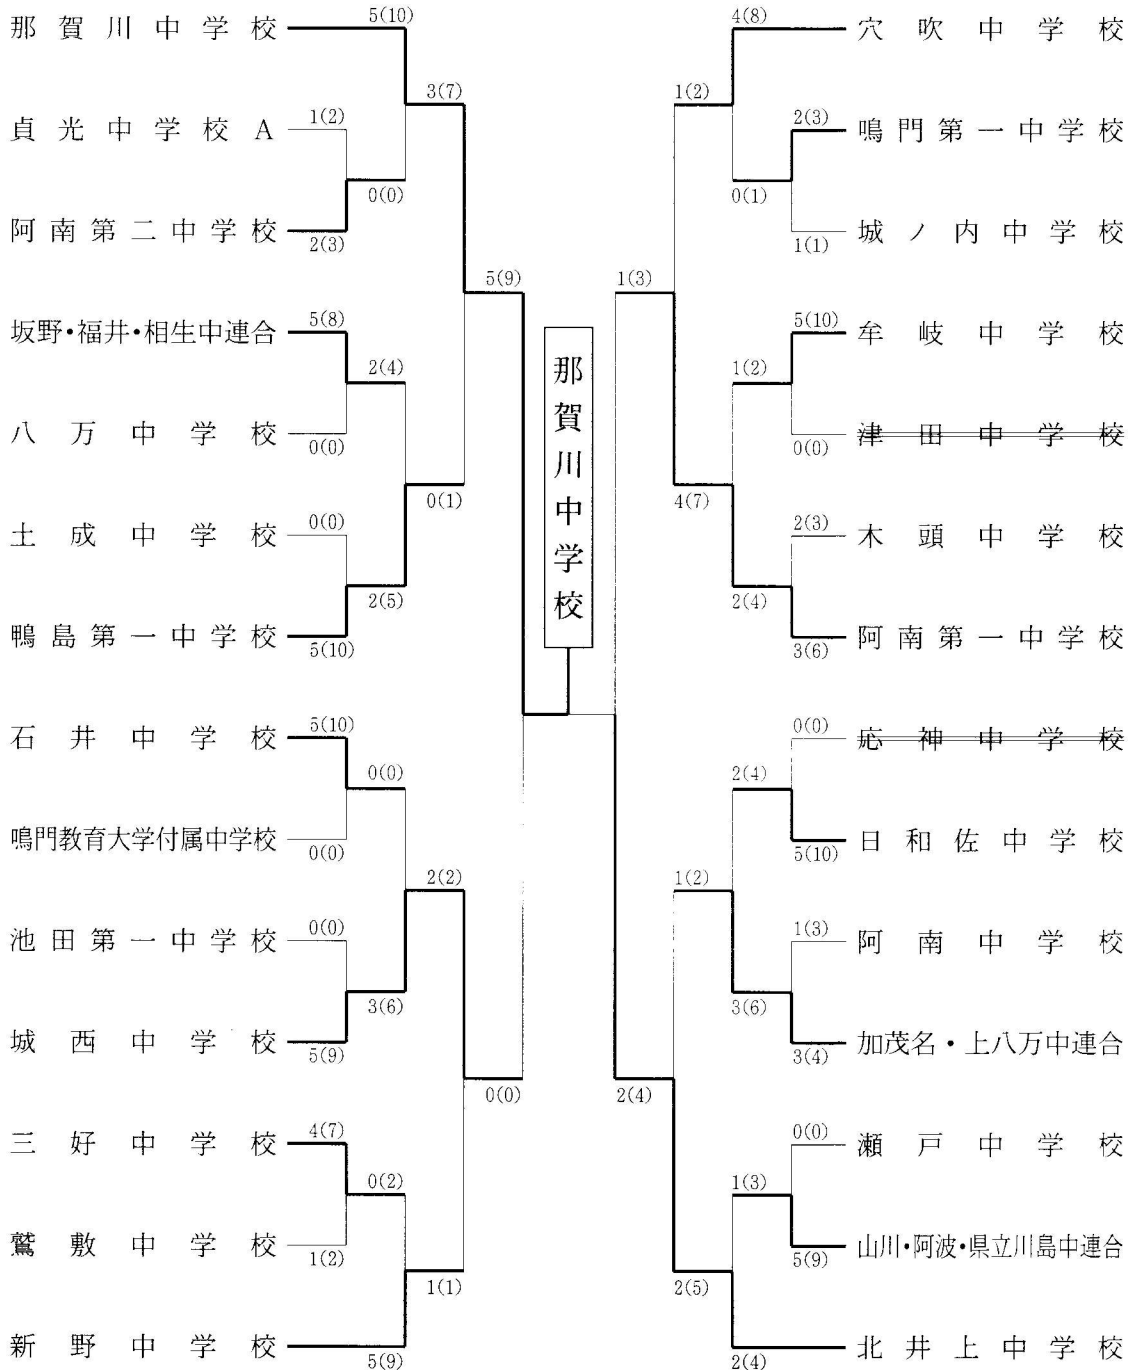 那賀川中学校
5(10)
3(7)
貞光中学校A
1(2)
0(0)
阿南第二中学校
2(3)
5(9)
坂野・福井・相生中連合
5(8)
2(4)
八万中学校
0(0)
0(1)
土成中学校
0(0)
2(5)
鴨島第一中学校
5(10)
石井中学校
5(10)
0(0)
鳴門教育大学付属中学校
0(0)
2(2)
池田第一中学校
0(0)
3(6)
城西中学校
5(9)
0(0)
三好中学校
4(7)
0(2)
鷲敷中学校
1(2)
1(1)
新野中学校
5(9)
那賀川中学校
4(8)
穴吹中学校
1(2)
2(3)
鳴門第一中学校
0(1)
1(1)
城ノ内中学校
1(3)
5(10)
牟岐中学校
1(2)
0(0)
津田中学校
4(7)
2(3)
木頭中学校
2(4)
3(6)
阿南第一中学校
0(0)
応神中学校
2(4)
5(10)
日和佐中学校
1(2)
1(3)
阿南中学校
3(6)
3(4)
加茂名・上八万中連合
2(4)
0(0)
瀬戸中学校
1(3)
5(9)
山川・阿波・県立川島中連合
2(5)
2(4)
北井上中学校